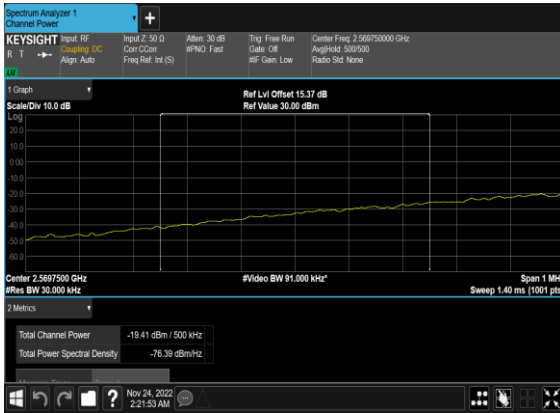 Spectrum Analyzer 1
Channel Power
+
KEYSIGHT
R T
Input: RF
Coupling: DC
Align: Auto
Input Z: 50 Ω
Corr CCorr
Freq Ref: Int (S)
Atten: 30 dB
#PNO: Fast
Trig: Free Run
Gate: Off
#IF Gain: Low
Center Freq: 2.569750000 GHz
Avg|Hold: 500/500
Radio Std: None
1 Graph
Scale/Div 10.0 dB
Ref Lvl Offset 15.37 dB
Ref Value 30.00 dBm
Log
20.0
10.0
0.00
-10.0
-20.0
-30.0
-40.0
-50.0
-60.0
Center 2.5697500 GHz
#Res BW 30.000 kHz
#Video BW 91.000 kHz*
Span 1 MH
Sweep 1.40 ms (1001 pts
2 Metrics
Total Channel Power -19.41 dBm / 500 kHz
Total Power Spectral Density -76.39 dBm/Hz
?
Nov 24, 2022
2:21:53 AM